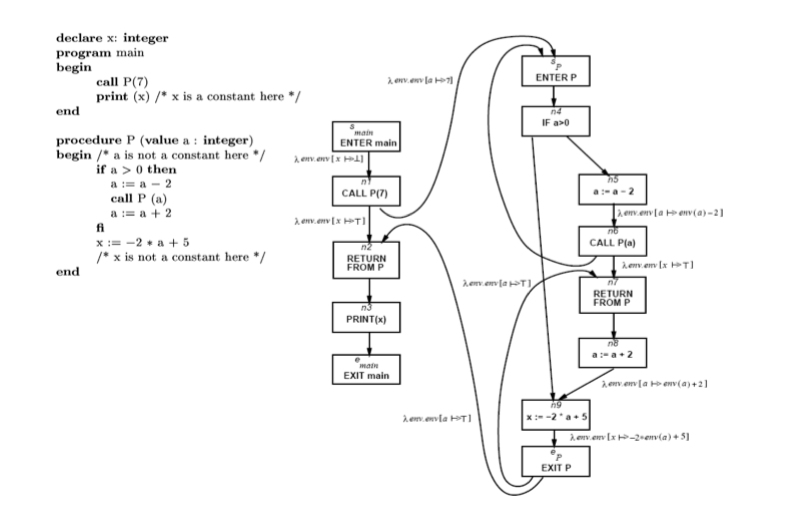 declare x: integer
program main
begin
call P(7)
print (x) /* x is a constant here */
end
procedure P (value a : integer)
begin /* a is not a constant here */
if a > 0 then
a := a − 2
call P (a)
a := a + 2
fi
x := −2 * a + 5
/* x is not a constant here */
end
s main
ENTER main
λ env.env [x ↦ ⊥]
n1
CALL P(7)
λ env.env [x ↦ ⊤]
n2
RETURN
FROM P
n3
PRINT(x)
e main
EXIT main
λ env.env [a ↦ 7]
s P
ENTER P
n4
IF a>0
n5
a := a - 2
λ env.env [a ↦ env(a)−2]
n6
CALL P(a)
λ env.env [x ↦ ⊤]
λ env.env [a ↦ ⊤]
n7
RETURN
FROM P
n8
a := a + 2
λ env.env [a ↦ env(a)+2]
n9
x := -2 * a + 5
λ env.env [a ↦ ⊤]
λ env.env [x ↦ −2*env(a)+5]
e P
EXIT P